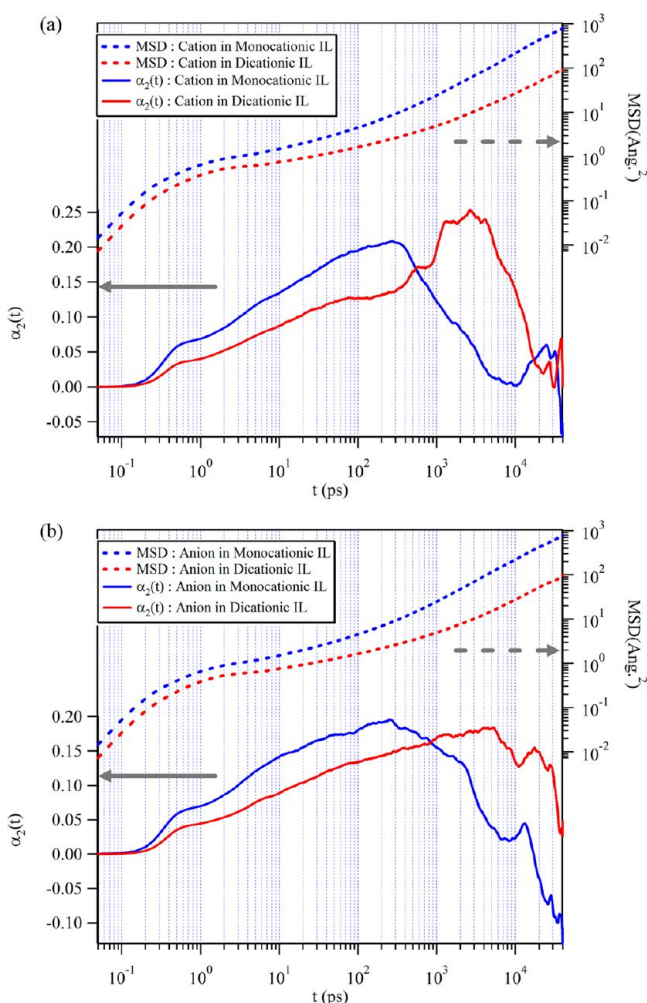 (a)
MSD : Cation in Monocationic IL
MSD : Cation in Dicationic IL
α₂(t) : Cation in Monocationic IL
α₂(t) : Cation in Dicationic IL
10³
10²
10¹
10⁰
10⁻¹
10⁻²
MSD(Ang.²)
0.25
0.20
0.15
0.10
0.05
0.00
-0.05
α₂(t)
10⁻¹ 10⁰ 10¹ 10² 10³ 10⁴
t (ps)
(b)
MSD : Anion in Monocationic IL
MSD : Anion in Dicationic IL
α₂(t) : Anion in Monocationic IL
α₂(t) : Anion in Dicationic IL
10³
10²
10¹
10⁰
10⁻¹
10⁻²
MSD(Ang.²)
0.20
0.15
0.10
0.05
0.00
-0.05
-0.10
α₂(t)
10⁻¹ 10⁰ 10¹ 10² 10³ 10⁴
t (ps)